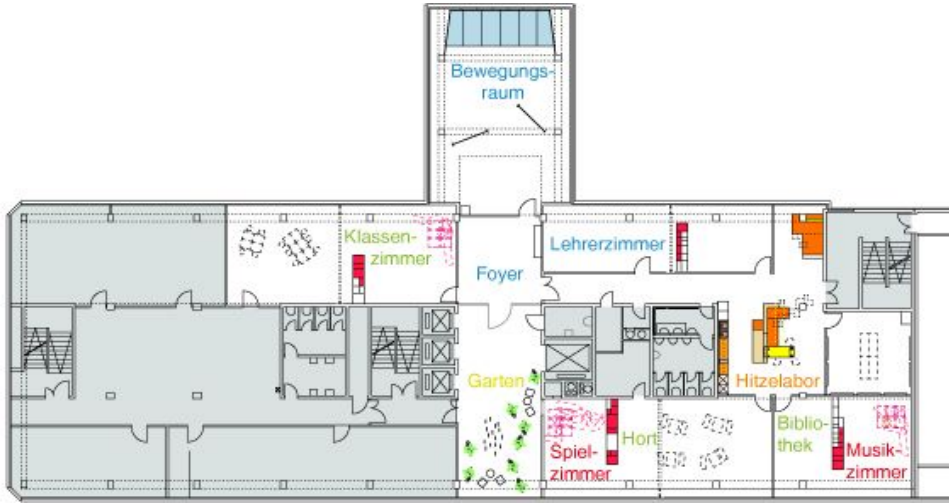 Bewegungs-
raum
Klassen-
zimmer
Foyer
Lehrerzimmer
Garten
Hitzelabor
Spiel-
zimmer
Hort
Biblio-
thek
Musik-
zimmer